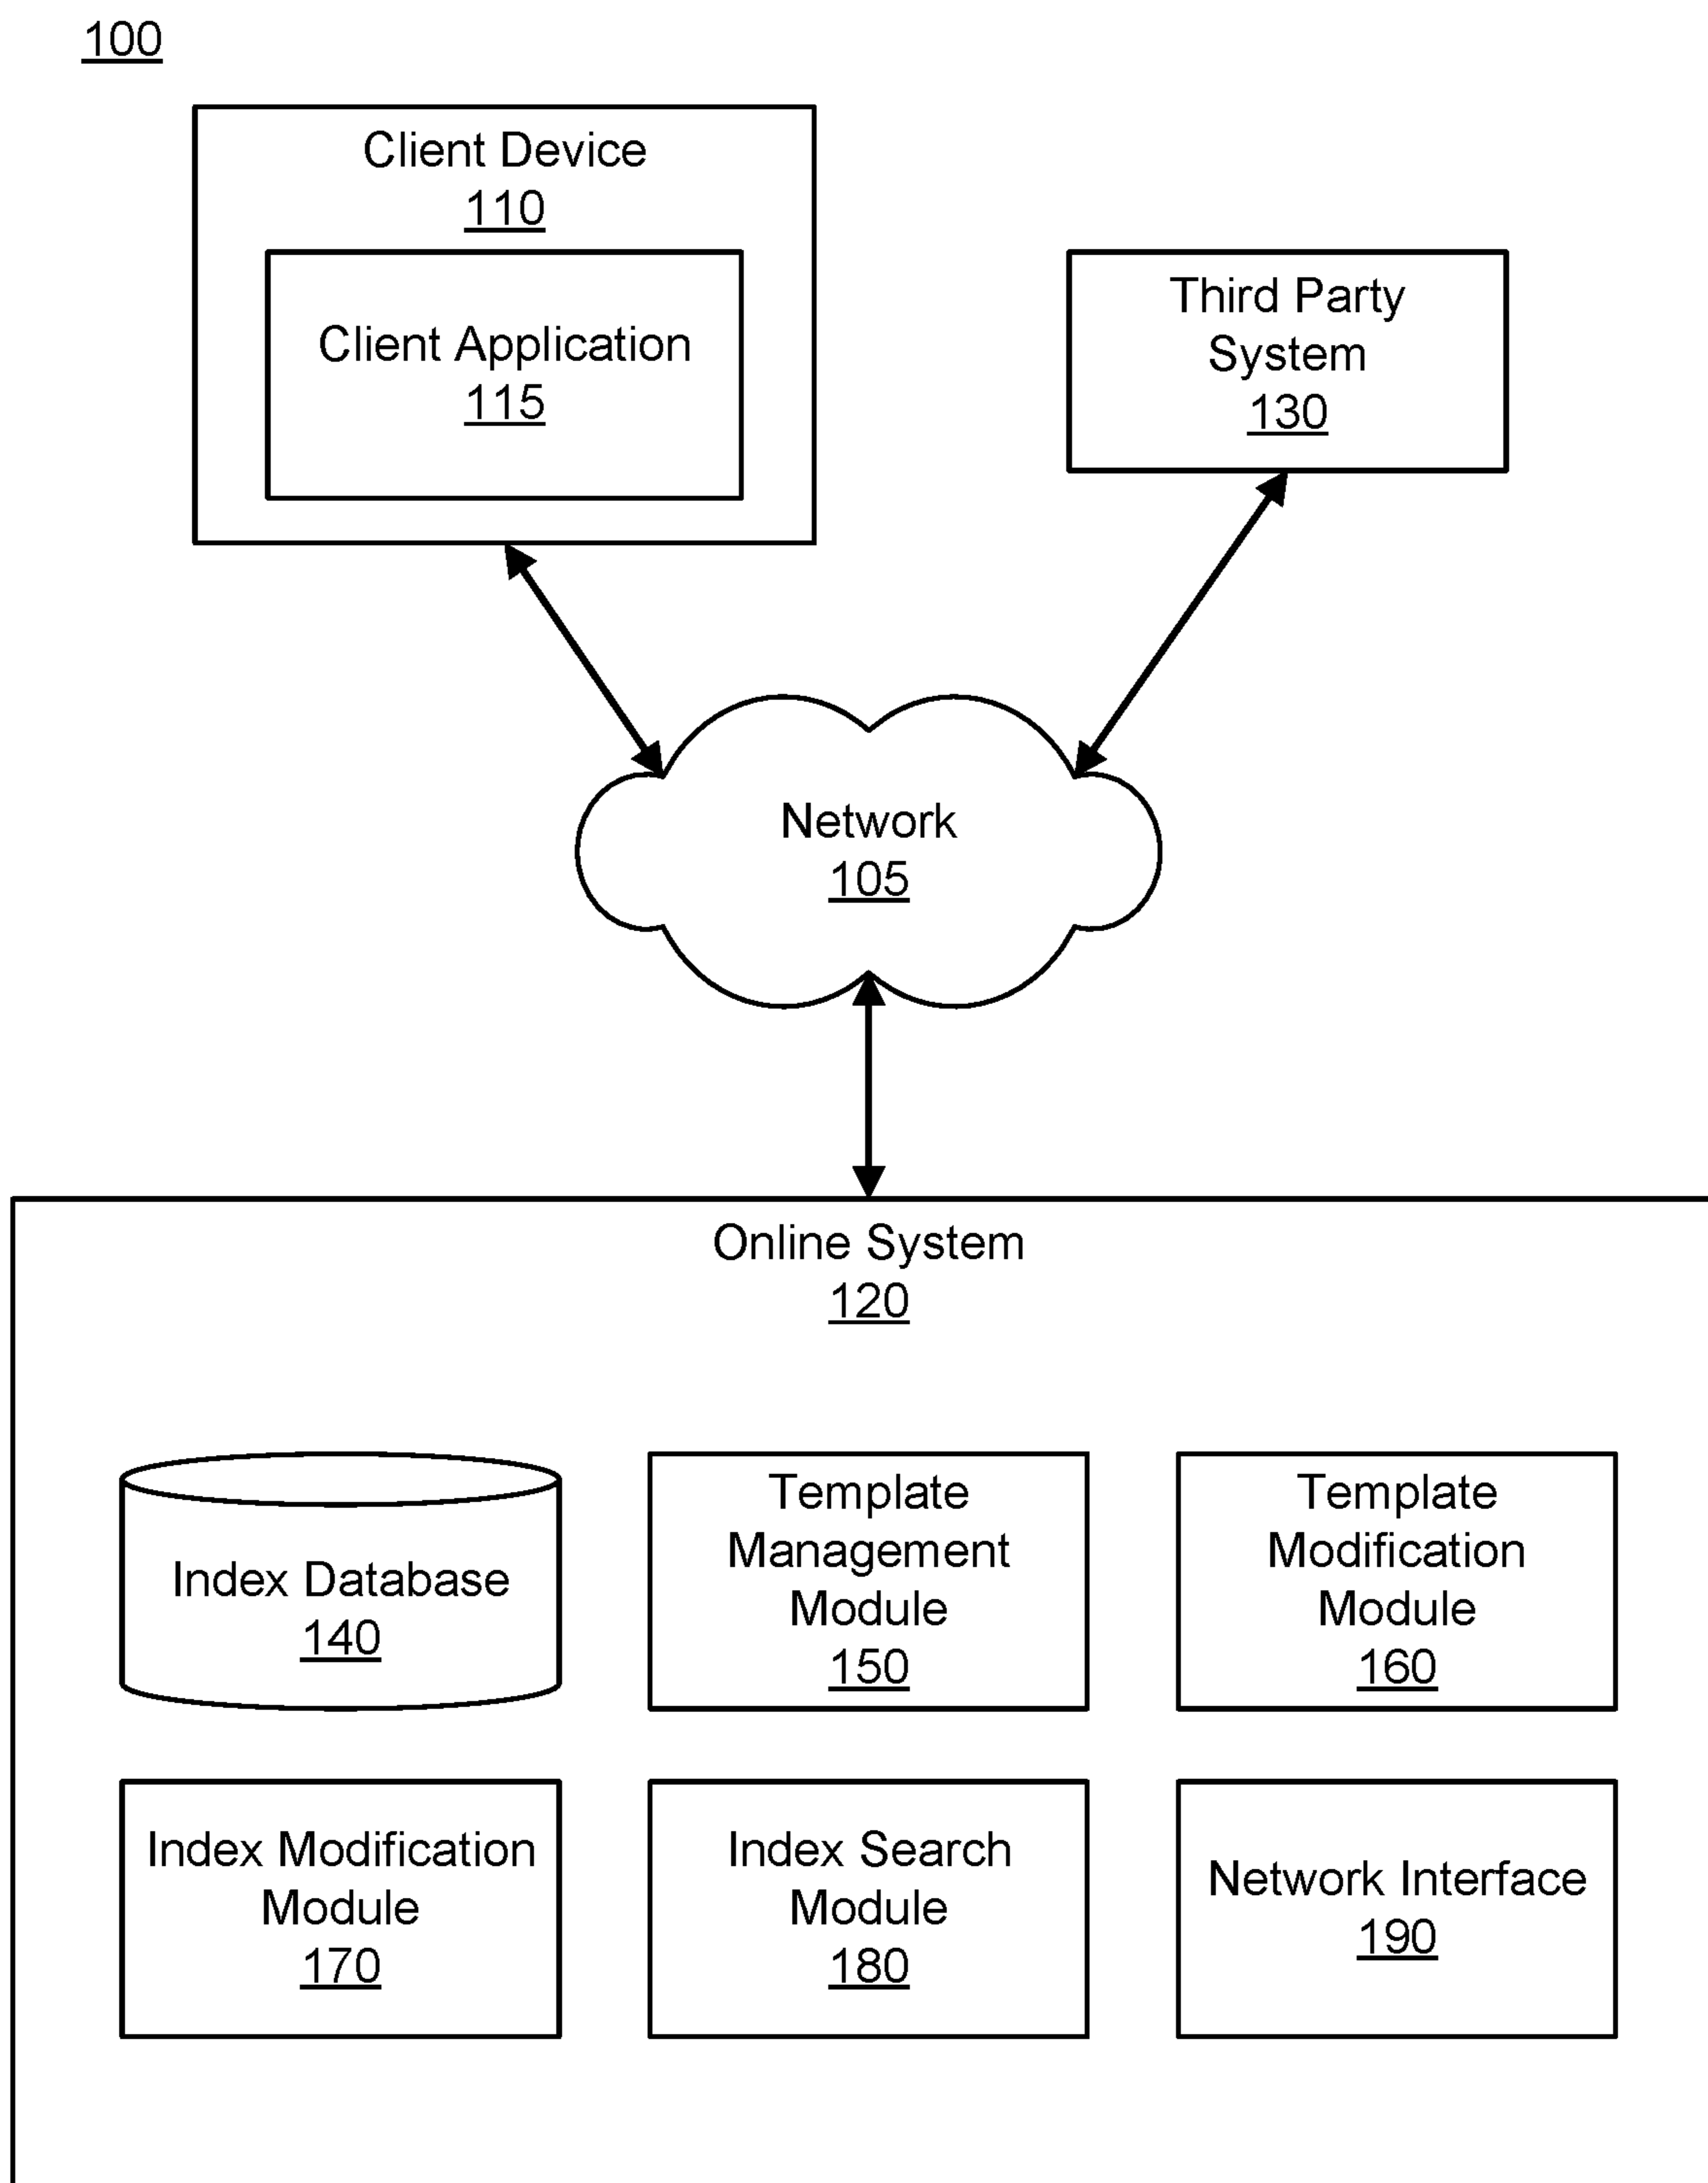 100
Client Device
110
Client Application
115
Third Party
System
130
Network
105
Online System
120
Index Database
140
Template
Management
Module
150
Template
Modification
Module
160
Index Modification
Module
170
Index Search
Module
180
Network Interface
190